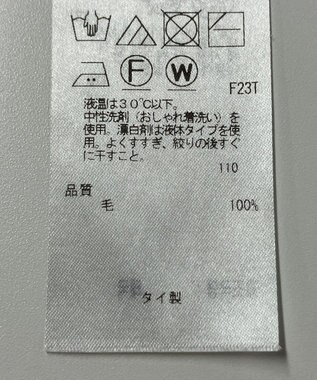 F W
F23T
液温は30℃以下。
中性洗剤(おしゃれ着洗い)を
使用。漂白剤は液体タイプを使
用。よくすすぎ、絞りの後すぐ
に干すこと。
110
品質
毛 100%
タイ製